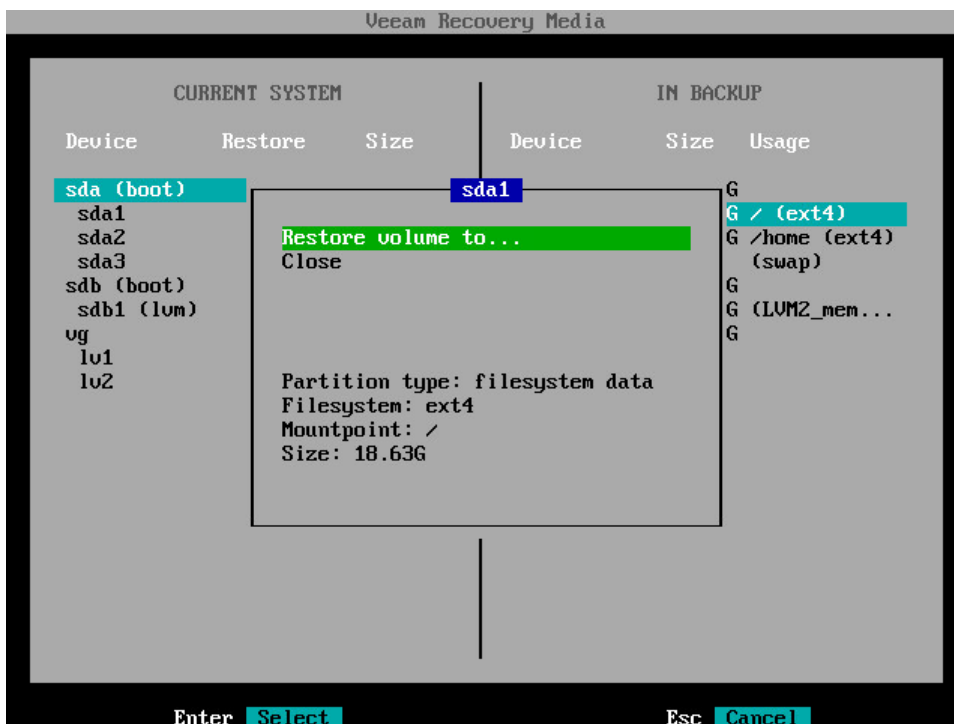 Veeam Recovery Media
CURRENT SYSTEM IN BACKUP
Device Restore Size Device Size Usage
sda (boot) sda1 G
sda1 G / (ext4)
sda2 Restore volume to... G /home (ext4)
sda3 Close (swap)
sdb (boot) G
sdb1 (lvm) G (LVM2_mem...
vg G
lv1
lv2 Partition type: filesystem data
Filesystem: ext4
Mountpoint: /
Size: 18.63G
Enter Select Esc Cancel